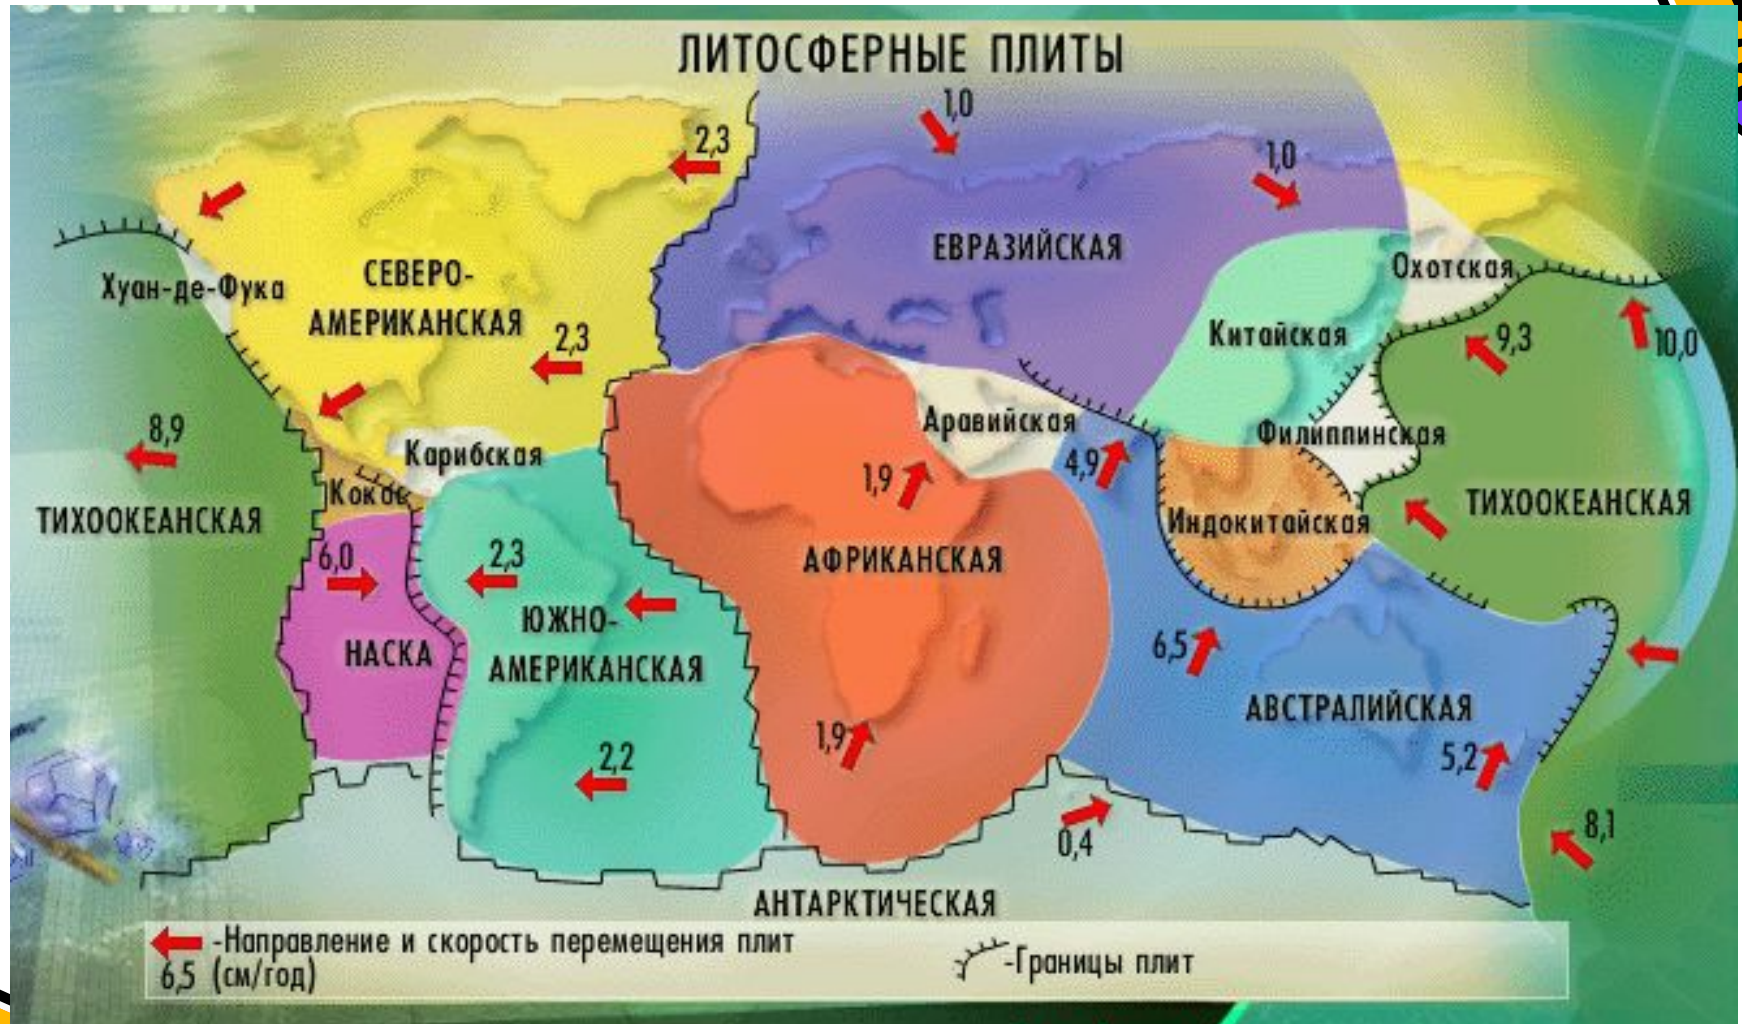 ЛИТОСФЕРНЫЕ ПЛИТЫ
1,0
2,3
1,0
ЕВРАЗИЙСКАЯ
Охотская
Хуан-де-Фука
СЕВЕРО-
АМЕРИКАНСКАЯ
2,3
Китайская
9,3
10,0
8,9
Карибская
Аравийская
Филиппинская
4,9
1,9
Кокос
ТИХООКЕАНСКАЯ
ТИХООКЕАНСКАЯ
Индокитайская
6,0
2,3
АФРИКАНСКАЯ
ЮЖНО-
АМЕРИКАНСКАЯ
НАСКА
6,5
АВСТРАЛИЙСКАЯ
1,9
2,2
5,2
0,4
8,1
АНТАРКТИЧЕСКАЯ
-Направление и скорость перемещения плит
6,5 (см/год)
-Границы плит